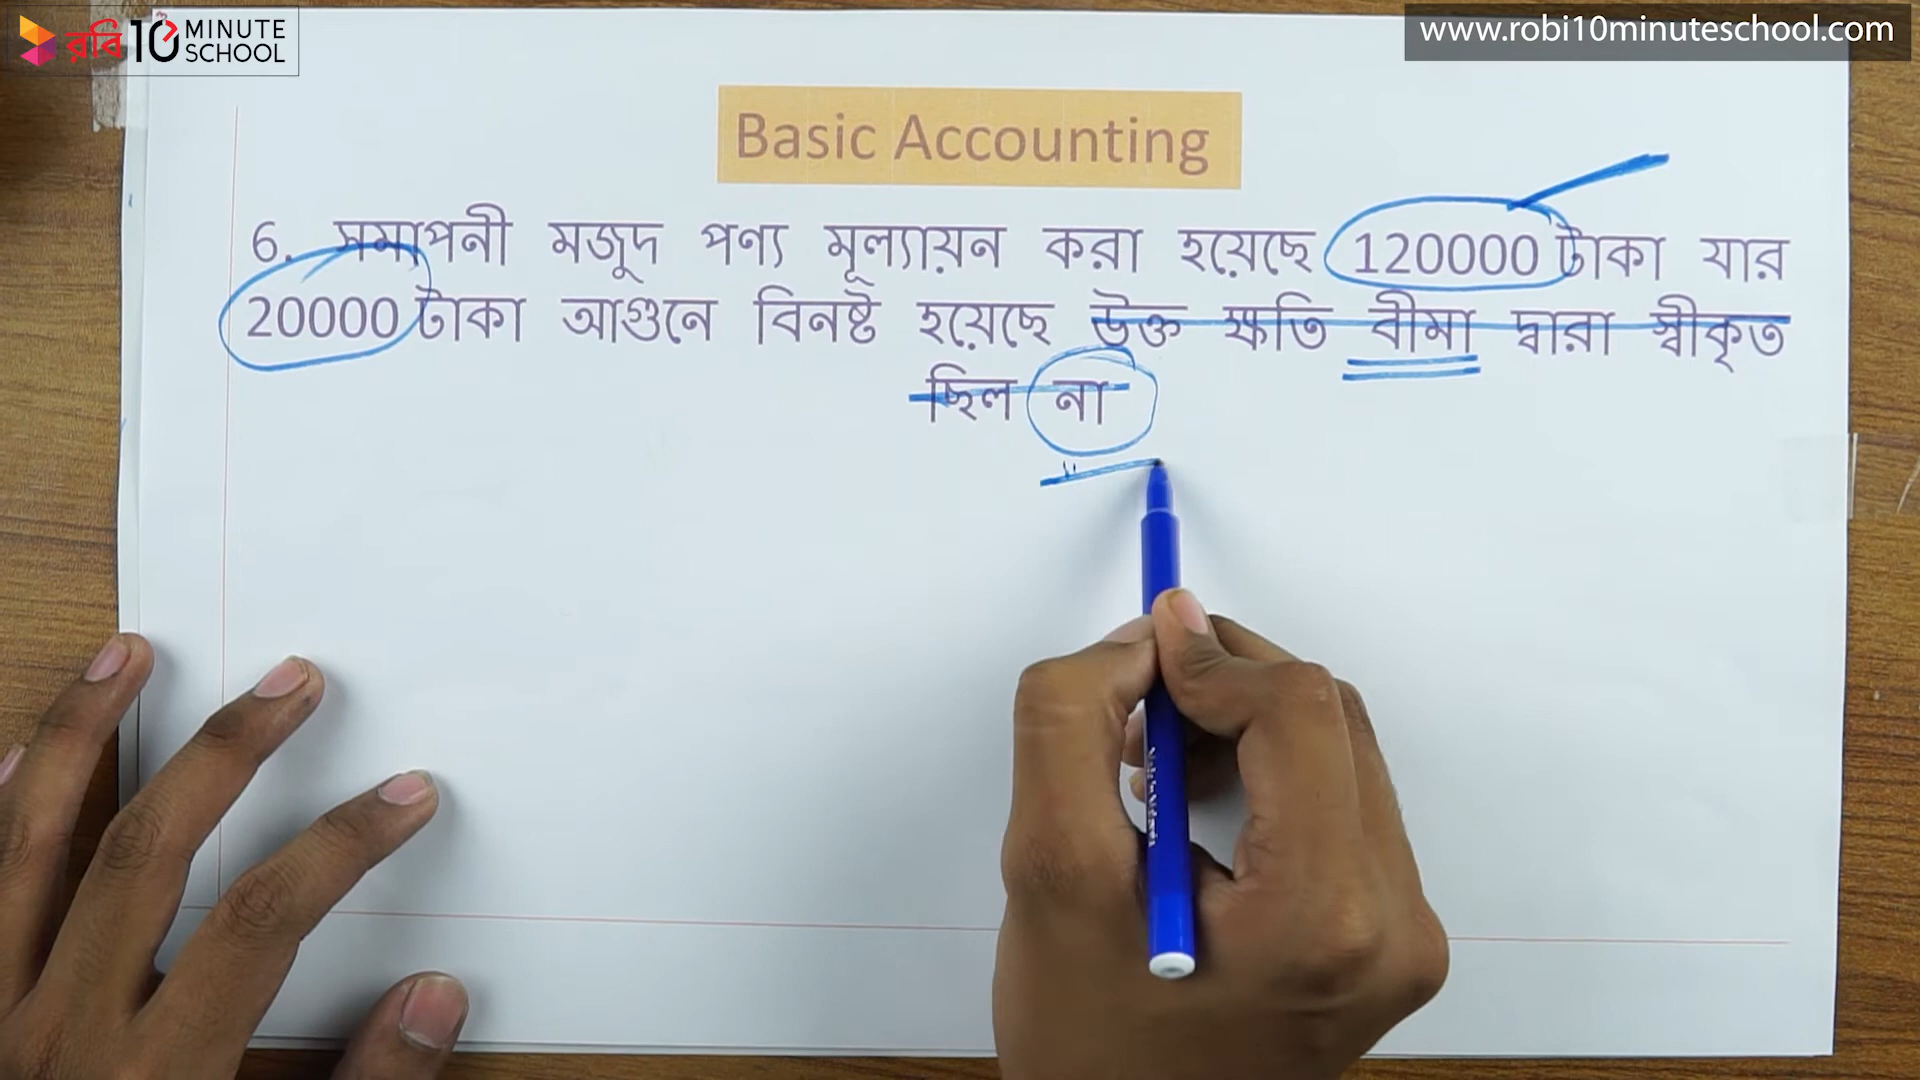 রবি 10 MINUTE SCHOOL
www.robi10minuteschool.com
Basic Accounting
6. সমাপনী মজুদ পণ্য মূল্যায়ন করা হয়েছে 120000 টাকা যার
20000 টাকা আগুনে বিনষ্ট হয়েছে উক্ত ক্ষতি বীমা দ্বারা স্বীকৃত
ছিল না